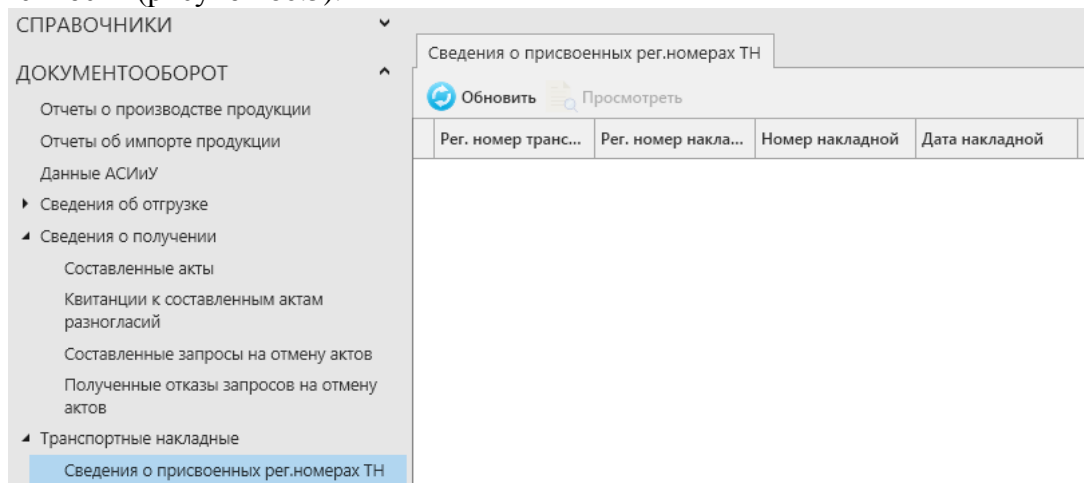 СПРАВОЧНИКИ
ДОКУМЕНТООБОРОТ
Отчеты о производстве продукции
Отчеты об импорте продукции
Данные АСИиУ
Сведения об отгрузке
Сведения о получении
Составленные акты
Квитанции к составленным актам
разногласий
Составленные запросы на отмену актов
Полученные отказы запросов на отмену
актов
Транспортные накладные
Сведения о присвоенных рег.номерах ТН
Сведения о присвоенных рег.номерах ТН
Обновить Просмотреть
Рег. номер транс... Рег. номер накла... Номер накладной Дата накладной